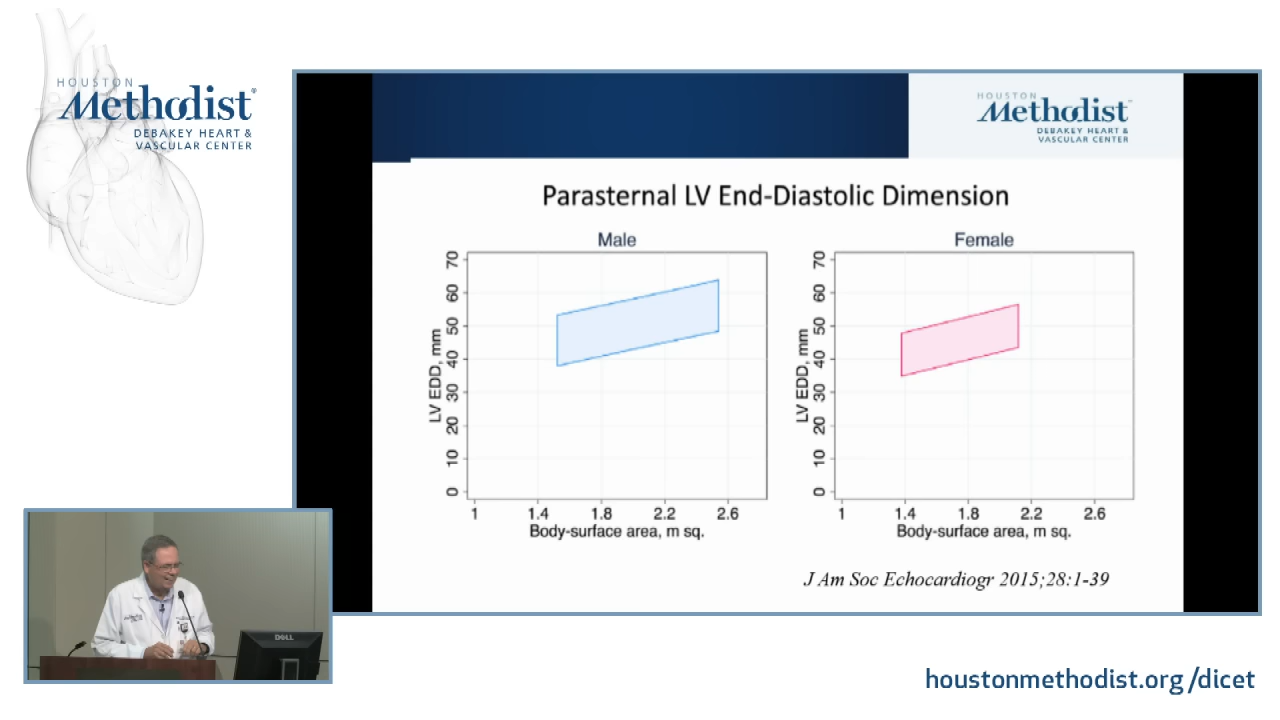 HOUSTON
Methodist®
DEBAKEY HEART &
VASCULAR CENTER
HOUSTON
Methodist
DEBAKEY HEART &
VASCULAR CENTER
Parasternal LV End-Diastolic Dimension
Male
LV EDD, mm
70
60
50
40
30
20
10
0
1 1.4 1.8 2.2 2.6
Body-surface area, m sq.
Female
LV EDD, mm
70
60
50
40
30
20
10
0
1 1.4 1.8 2.2 2.6
Body-surface area, m sq.
J Am Soc Echocardiogr 2015;28:1-39
DELL
houstonmethodist.org/dicet